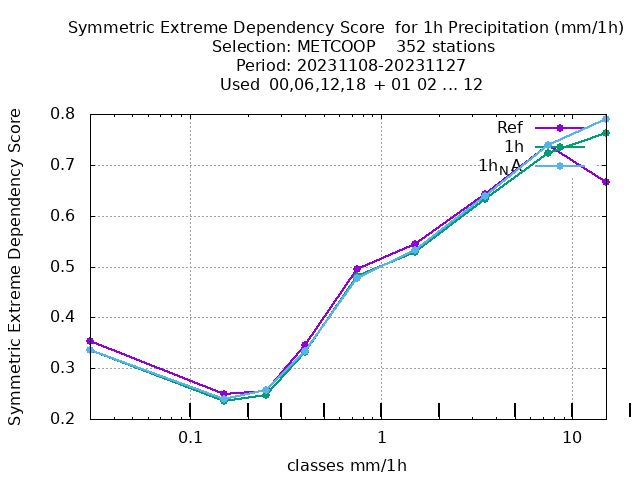 Symmetric Extreme Dependency Score  for 1h Precipitation (mm/1h)
Selection: METCOOP    352 stations
Period: 20231108-20231127
Used  00,06,12,18  + 01 02 ... 12
Symmetric Extreme Dependency Score
0.8
0.7
0.6
0.5
0.4
0.3
0.2
Ref
1h
1h_NA
0.1
1
10
classes mm/1h